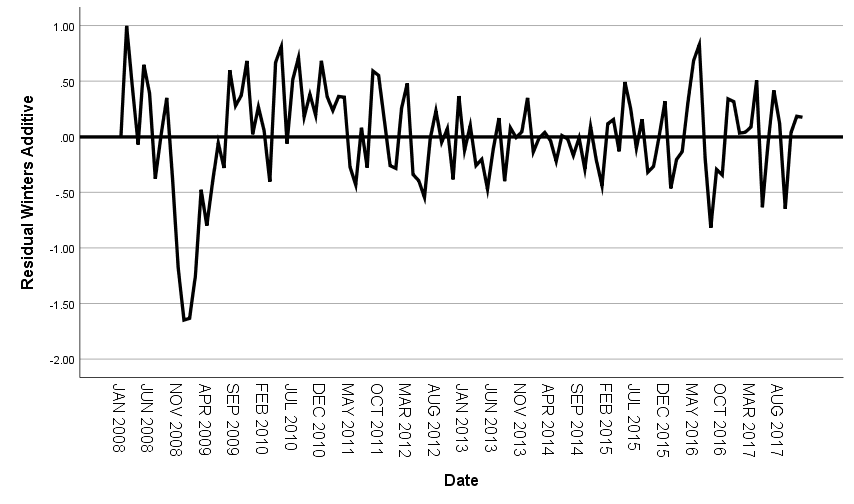 Residual Winters Additive
1.00
.50
.00
-.50
-1.00
-1.50
-2.00
JAN 2008
JUN 2008
NOV 2008
APR 2009
SEP 2009
FEB 2010
JUL 2010
DEC 2010
MAY 2011
OCT 2011
MAR 2012
AUG 2012
JAN 2013
JUN 2013
NOV 2013
APR 2014
SEP 2014
FEB 2015
JUL 2015
DEC 2015
MAY 2016
OCT 2016
MAR 2017
AUG 2017
Date